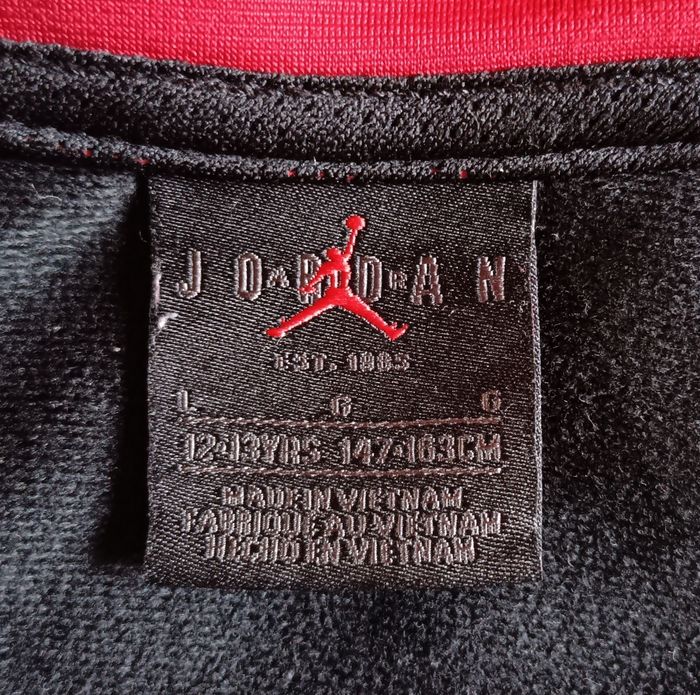 JORDAN
EST. 1985
L G G
12-13YRS 147-163CM
MADE IN VIETNAM
FABRIQUE AU VIETNAM
HECHO EN VIETNAM